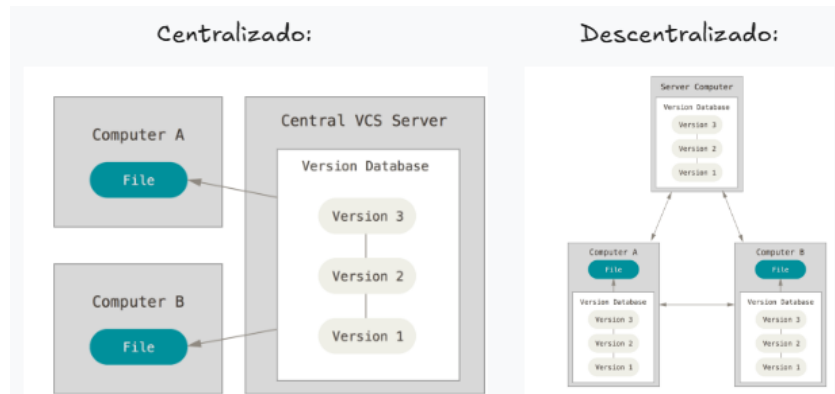 Centralizado:
Descentralizado:
Computer A
File
Computer B
File
Central VCS Server
Version Database
Version 3
Version 2
Version 1
Server Computer
Version Database
Version 3
Version 2
Version 1
Computer A
File
Version Database
Version 3
Version 2
Version 1
Computer B
File
Version Database
Version 3
Version 2
Version 1